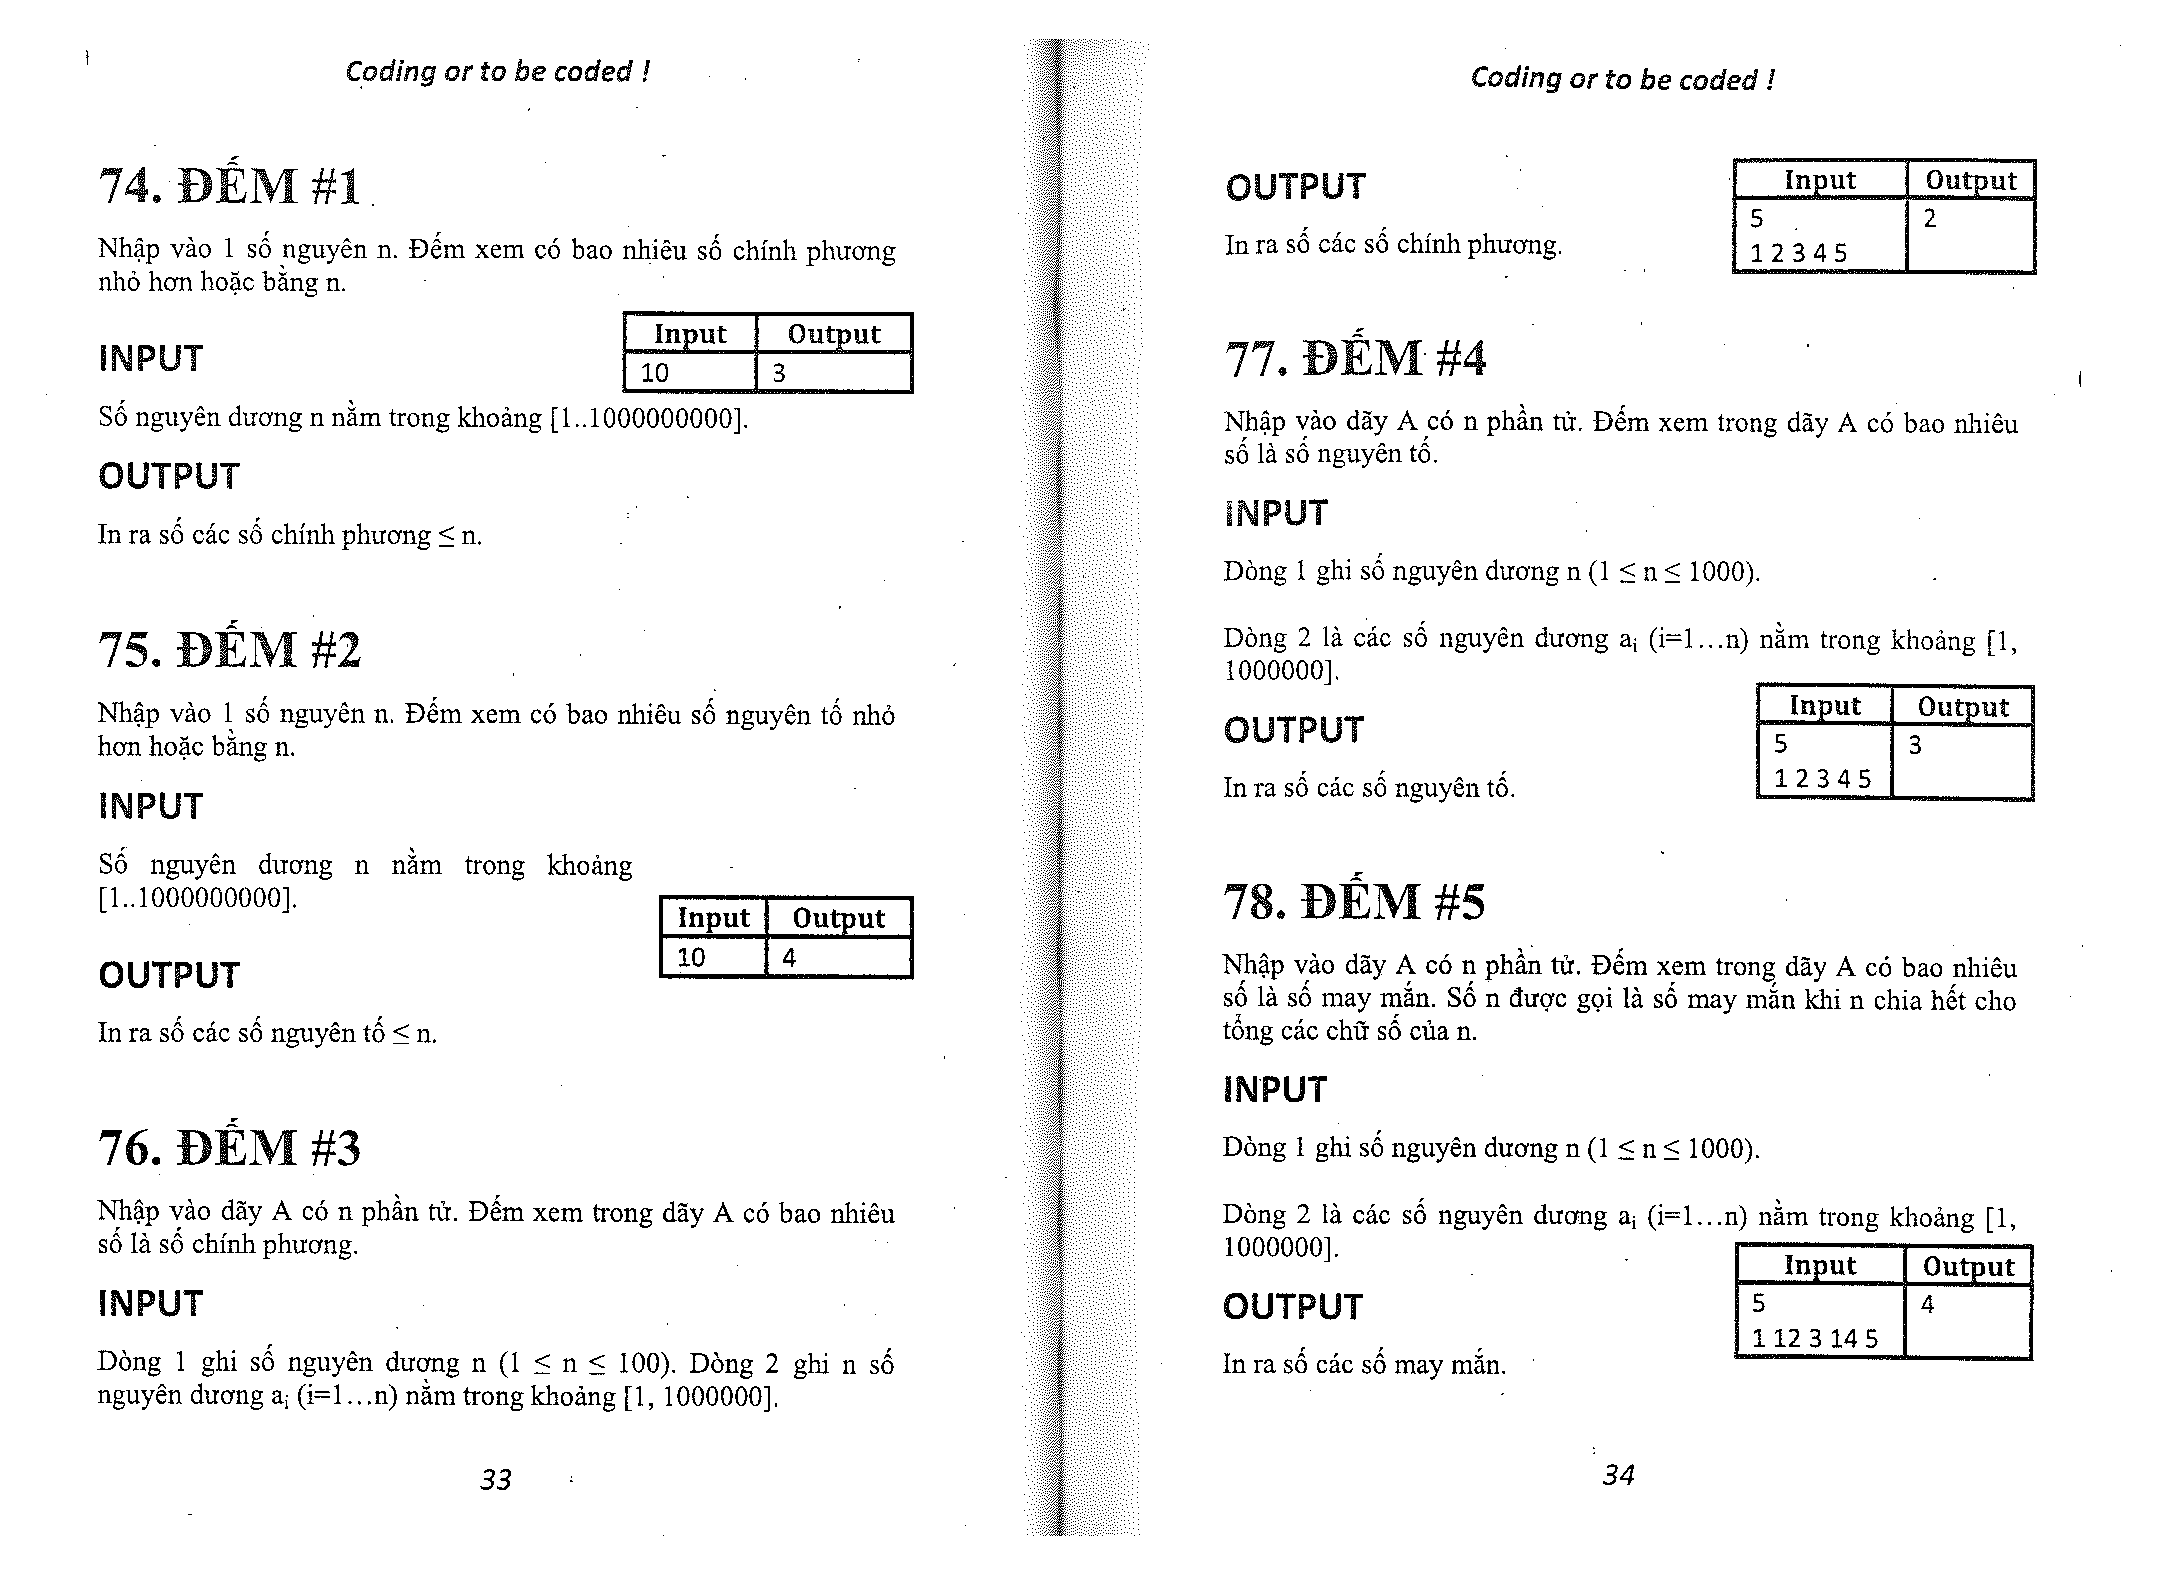 Coding or to be coded !
74. ĐẾM #1
Nhập vào 1 số nguyên n. Đếm xem có bao nhiêu số chính phương
nhỏ hơn hoặc bằng n.
INPUT
Input Output
10 3
Số nguyên dương n nằm trong khoảng [1..1000000000].
OUTPUT
In ra số các số chính phương ≤ n.
75. ĐẾM #2
Nhập vào 1 số nguyên n. Đếm xem có bao nhiêu số nguyên tố nhỏ
hơn hoặc bằng n.
INPUT
Số nguyên dương n nằm trong khoảng
[1..1000000000].
Input Output
10 4
OUTPUT
In ra số các số nguyên tố ≤ n.
76. ĐẾM #3
Nhập vào dãy A có n phần tử. Đếm xem trong dãy A có bao nhiêu
số là số chính phương.
INPUT
Dòng 1 ghi số nguyên dương n (1 ≤ n ≤ 100). Dòng 2 ghi n số
nguyên dương aᵢ (i=1…n) nằm trong khoảng [1, 1000000].
33
Coding or to be coded !
OUTPUT
In ra số các số chính phương.
Input Output
5 2
1 2 3 4 5
77. ĐẾM #4
Nhập vào dãy A có n phần tử. Đếm xem trong dãy A có bao nhiêu
số là số nguyên tố.
INPUT
Dòng 1 ghi số nguyên dương n (1 ≤ n ≤ 1000).
Dòng 2 là các số nguyên dương aᵢ (i=1…n) nằm trong khoảng [1,
1000000].
OUTPUT
In ra số các số nguyên tố.
Input Output
5 3
1 2 3 4 5
78. ĐẾM #5
Nhập vào dãy A có n phần tử. Đếm xem trong dãy A có bao nhiêu
số là số may mắn. Số n được gọi là số may mắn khi n chia hết cho
tổng các chữ số của n.
INPUT
Dòng 1 ghi số nguyên dương n (1 ≤ n ≤ 1000).
Dòng 2 là các số nguyên dương aᵢ (i=1…n) nằm trong khoảng [1,
1000000].
OUTPUT
In ra số các số may mắn.
Input Output
5 4
1 12 3 14 5
34